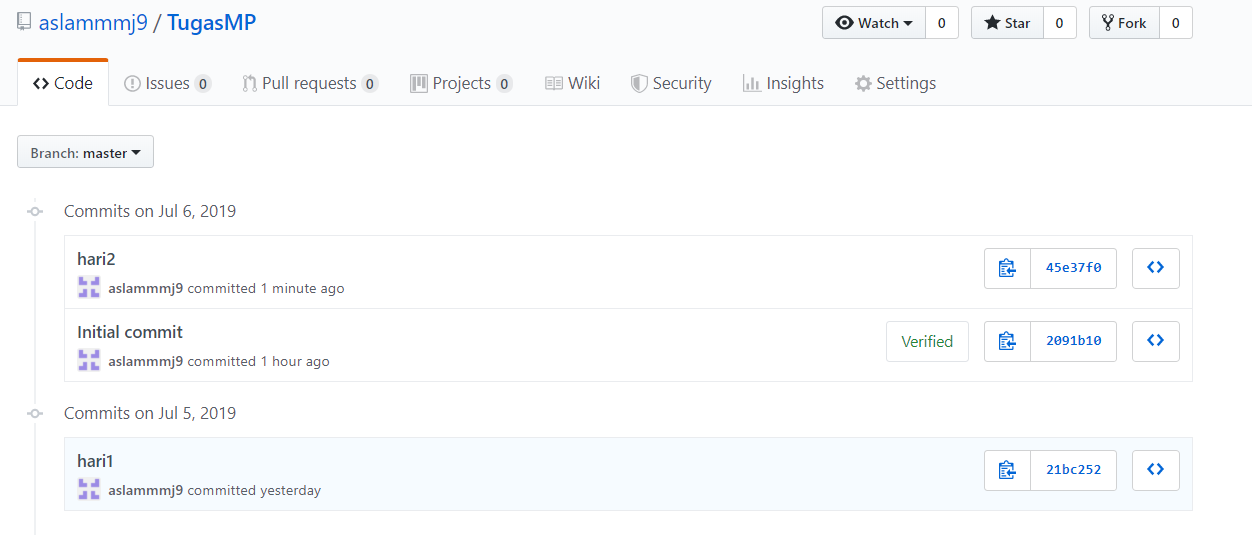 aslammmj9 / TugasMP
Watch 0 Star 0 Fork 0
Code Issues 0 Pull requests 0 Projects 0 Wiki Security Insights Settings
Branch: master
Commits on Jul 6, 2019
hari2
45e37f0
aslammmj9 committed 1 minute ago
Initial commit
Verified 2091b10
aslammmj9 committed 1 hour ago
Commits on Jul 5, 2019
hari1
21bc252
aslammmj9 committed yesterday